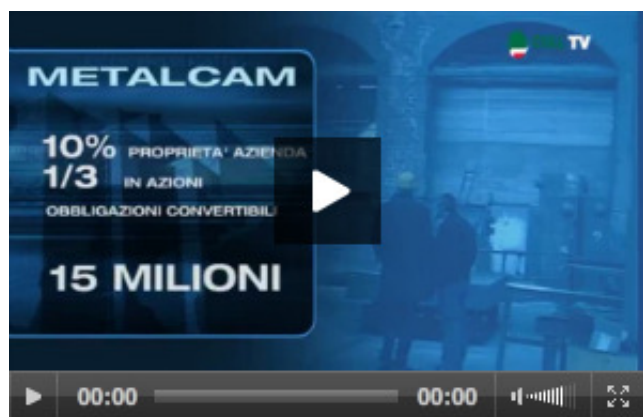 METALCAM
TV
10% PROPRIETA' AZIENDA
1/3 IN AZIONI
OBBLIGAZIONI CONVERTIBILI
15 MILIONI
00:00 00:00